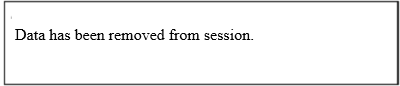 Data has been removed from session.